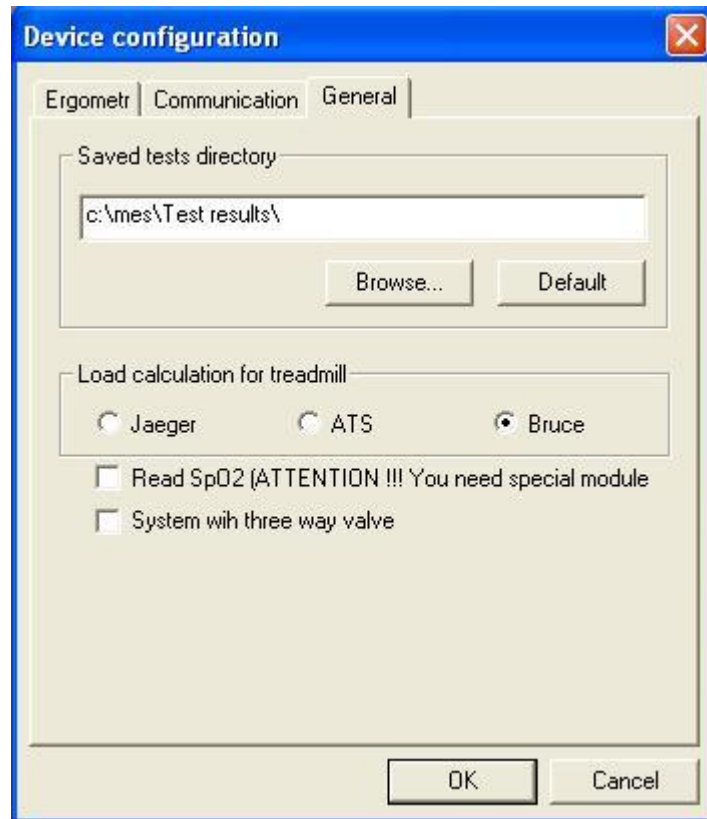 Device configuration
Ergometr Communication General
Saved tests directory
c:\mes\Test results\
Browse... Default
Load calculation for treadmill
Jaeger ATS Bruce
Read SpO2 (ATTENTION !!! You need special module
System wih three way valve
OK Cancel